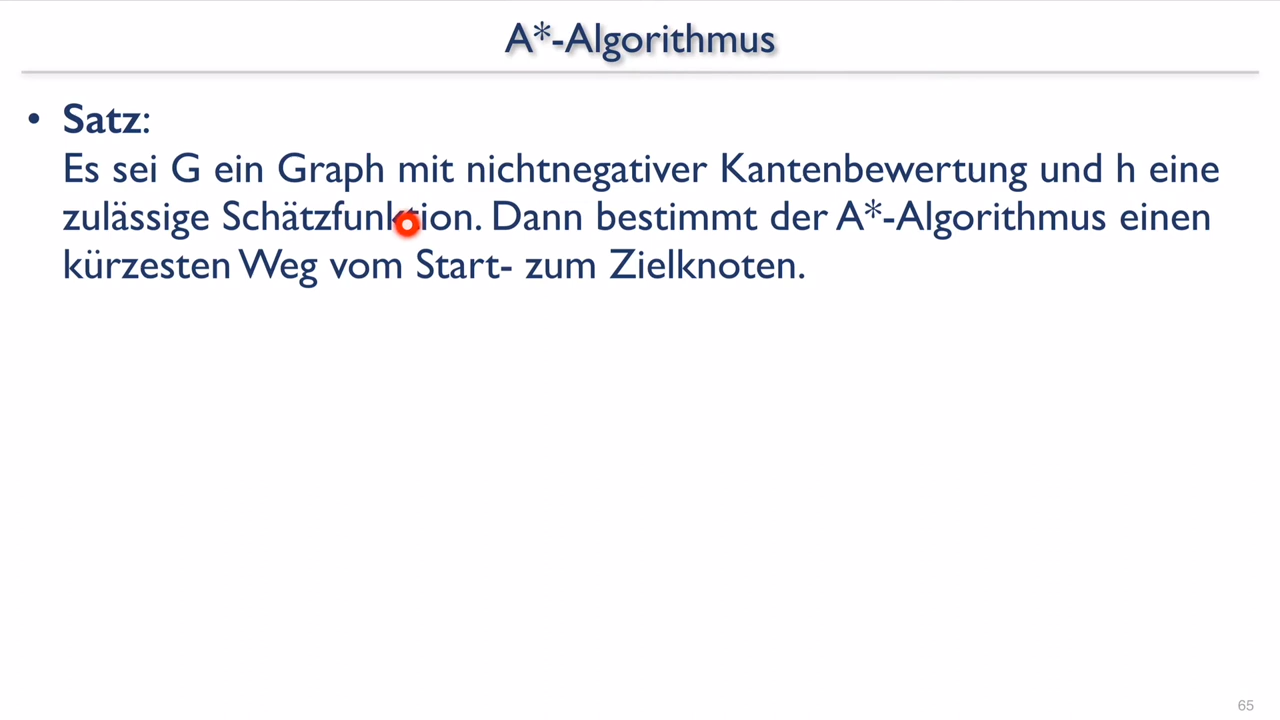 A*-Algorithmus
• Satz:
Es sei G ein Graph mit nichtnegativer Kantenbewertung und h eine
zulässige Schätzfunktion. Dann bestimmt der A*-Algorithmus einen
kürzesten Weg vom Start- zum Zielknoten.
65